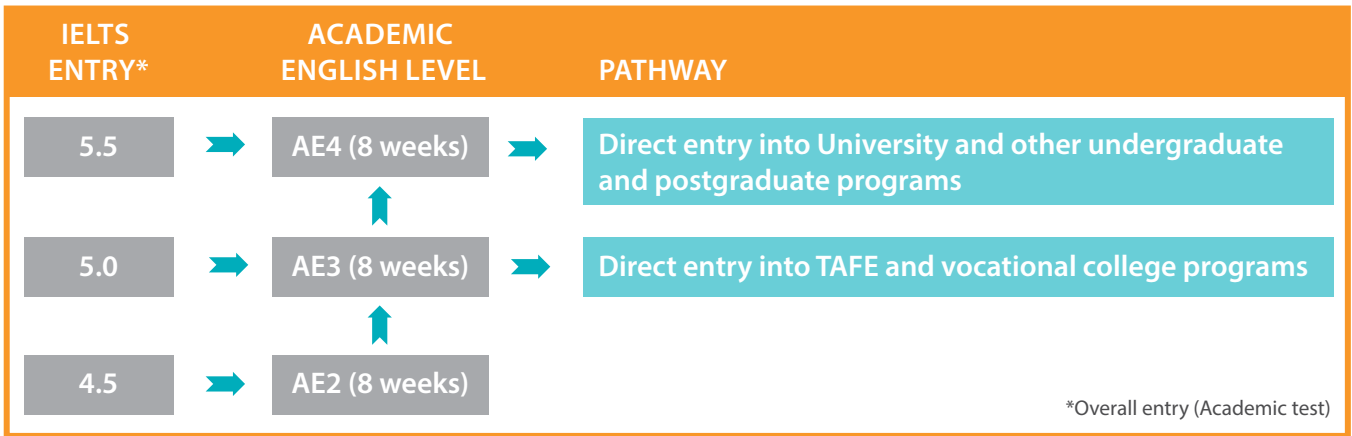 IELTS
ENTRY*
ACADEMIC
ENGLISH LEVEL
PATHWAY
5.5
AE4 (8 weeks)
Direct entry into University and other undergraduate
and postgraduate programs
5.0
AE3 (8 weeks)
Direct entry into TAFE and vocational college programs
4.5
AE2 (8 weeks)
*Overall entry (Academic test)